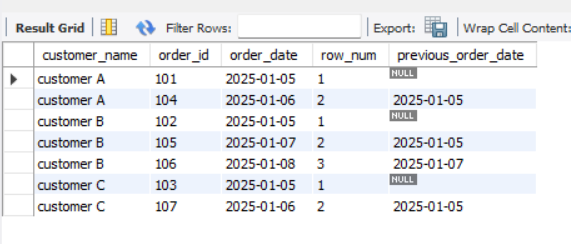 Result Grid Filter Rows: Export: Wrap Cell Content:
customer_name order_id order_date row_num previous_order_date
customer A 101 2025-01-05 1 NULL
customer A 104 2025-01-06 2 2025-01-05
customer B 102 2025-01-05 1 NULL
customer B 105 2025-01-07 2 2025-01-05
customer B 106 2025-01-08 3 2025-01-07
customer C 103 2025-01-05 1 NULL
customer C 107 2025-01-06 2 2025-01-05